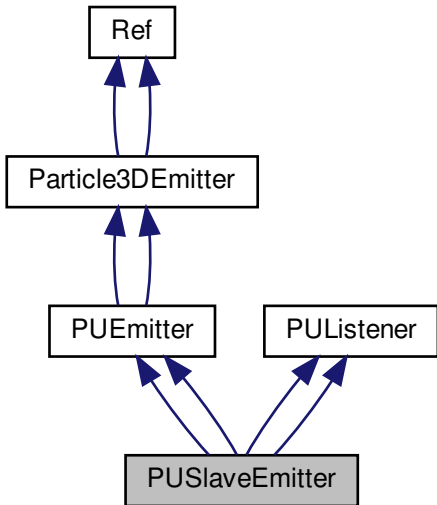 Ref
Particle3DEmitter
PUEmitter
PUListener
PUSlaveEmitter